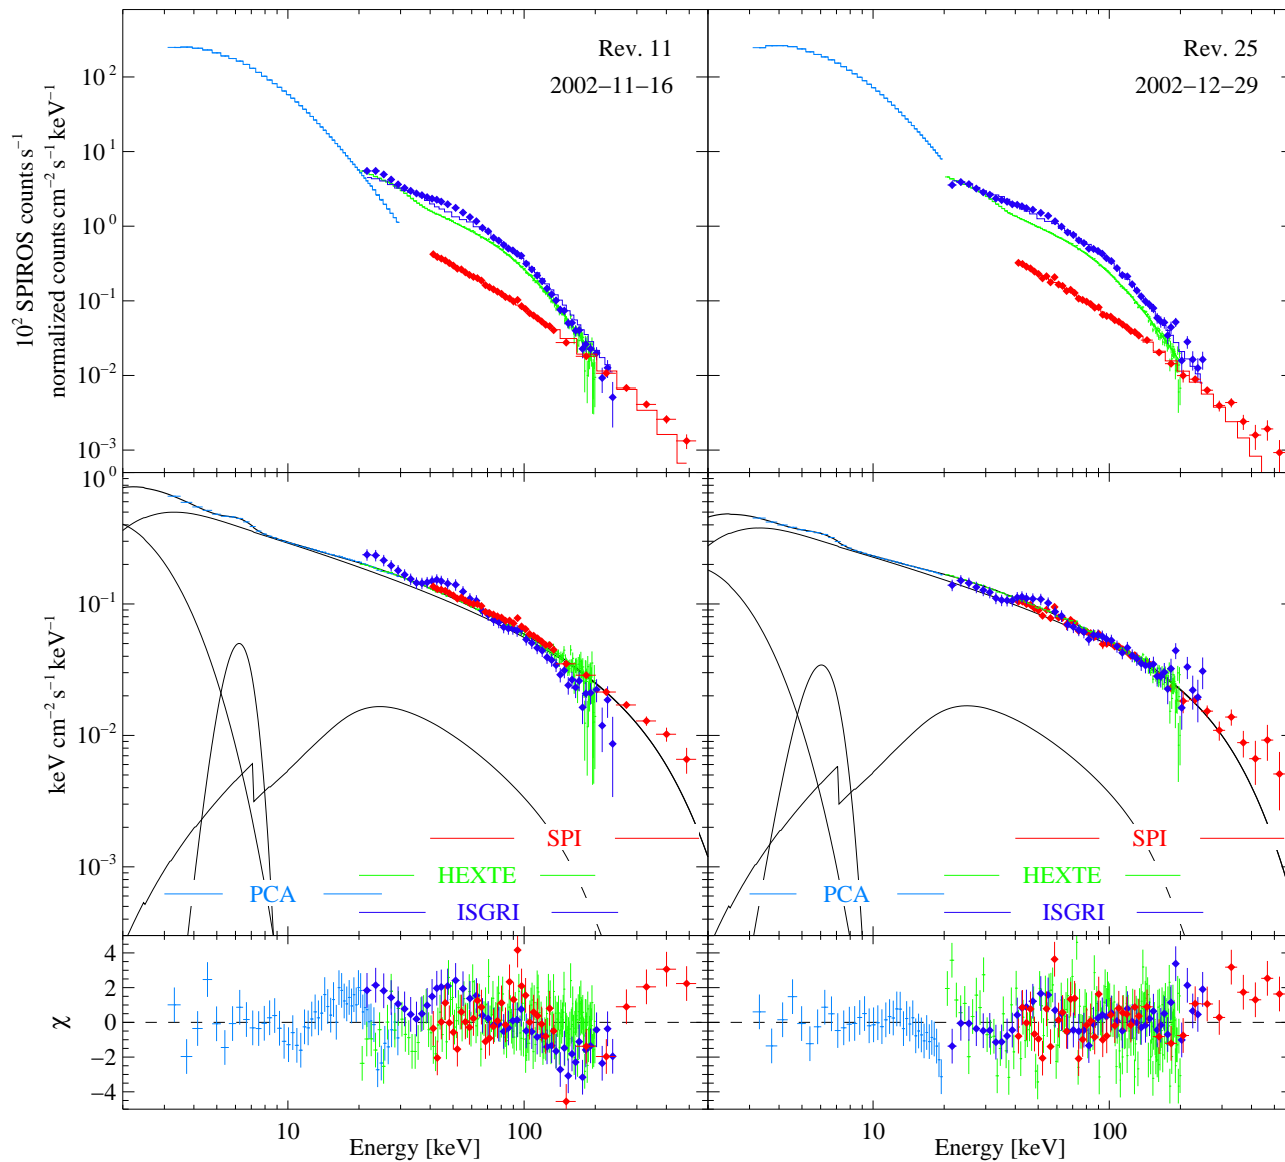 Rev. 11
2002−11−16
Rev. 25
2002−12−29
10² SPIROS counts s⁻¹
normalized counts cm⁻² s⁻¹ keV⁻¹
10²
10¹
10⁰
10⁻¹
10⁻²
10⁻³
keV cm⁻² s⁻¹ keV⁻¹
10⁰
10⁰
10⁻¹
10⁻²
10⁻³
SPI
HEXTE
PCA
ISGRI
SPI
HEXTE
PCA
ISGRI
χ
4
2
0
−2
−4
10
100
Energy [keV]
10
100
Energy [keV]